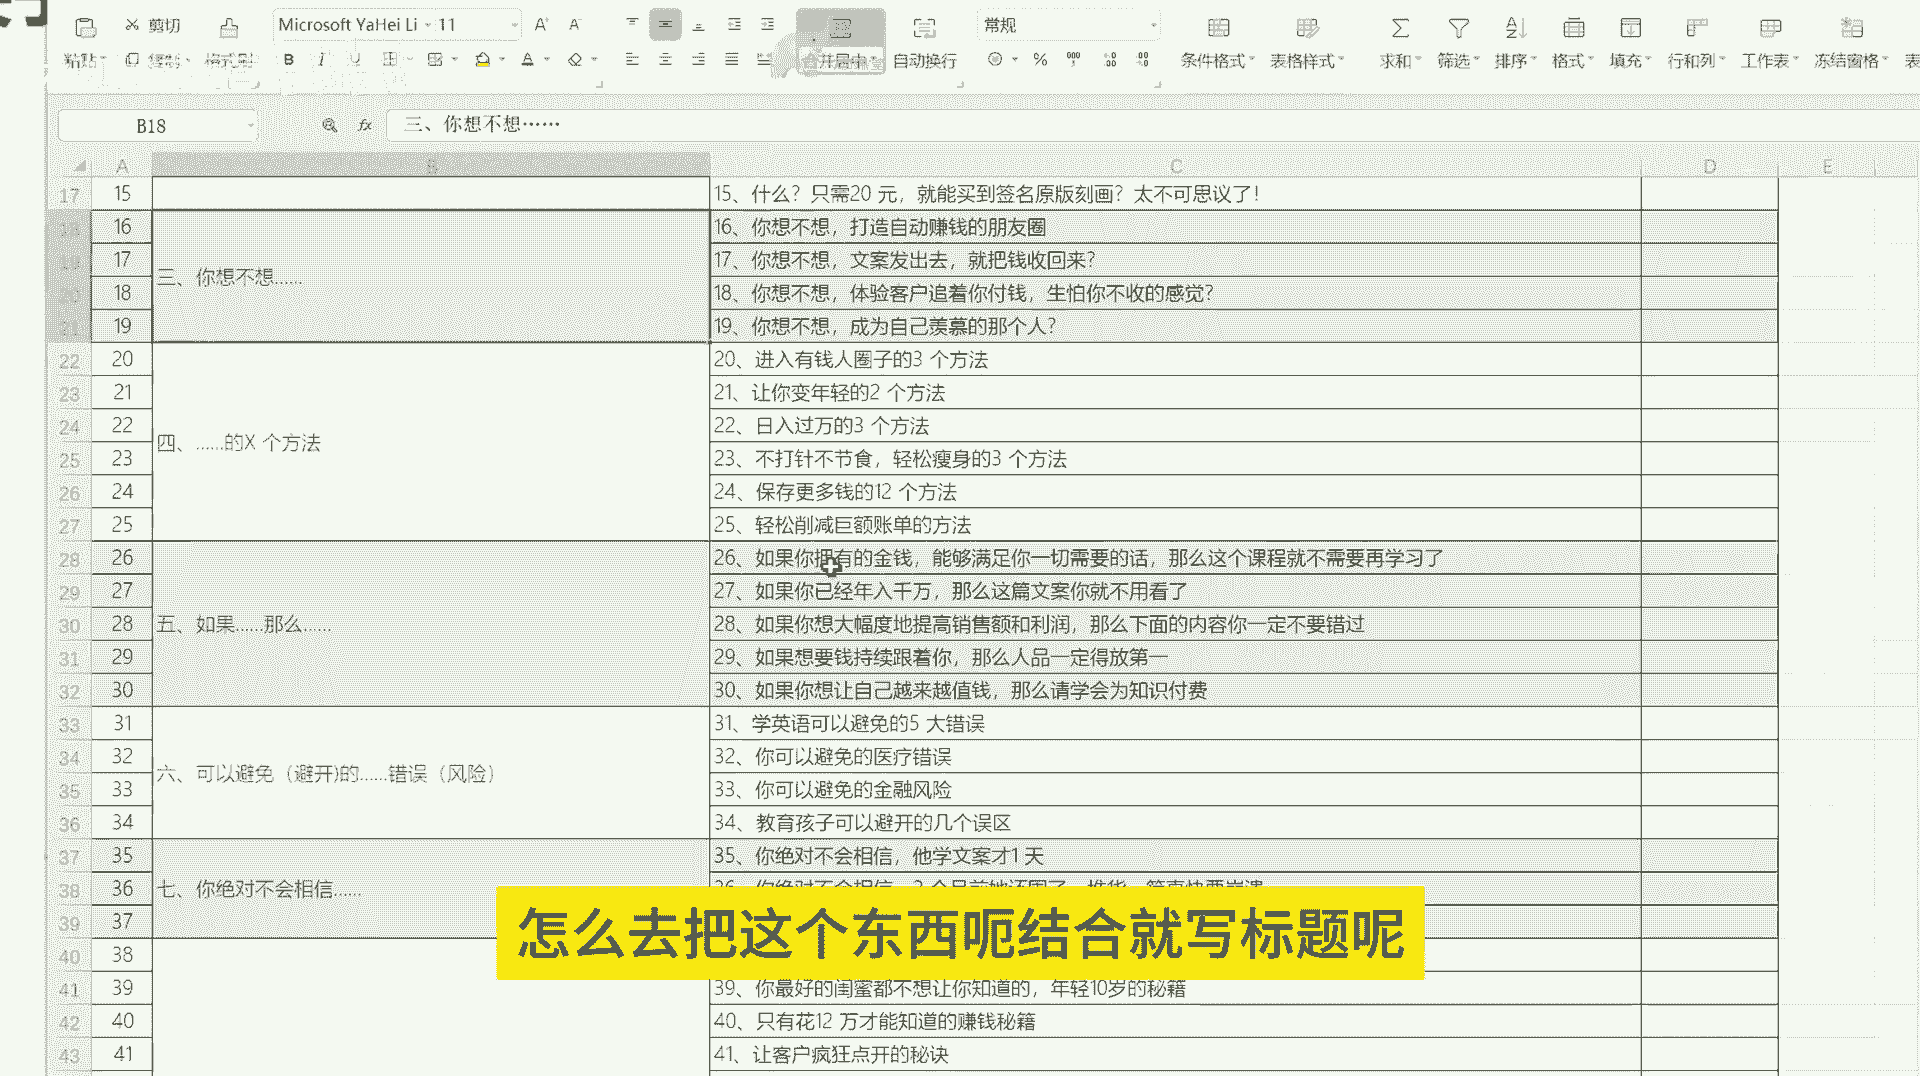 剪切
Microsoft YaHei Li 11
A⁺ A⁻
常规
B
A
自动换行
%
条件格式
表格样式
求和
筛选
排序
格式
填充
行和列
工作表
冻结窗格
B18
fx
三、你想不想……
A B C D E
17 15 15、什么？只需20 元，就能买到签名原版刻画？太不可思议了！
18 16 16、你想不想，打造自动赚钱的朋友圈
19 17 17、你想不想，文案发出去，就把钱收回来？
三、你想不想……
20 18 18、你想不想，体验客户追着你付钱，生怕你不收的感觉？
21 19 19、你想不想，成为自己羡慕的那个人？
22 20 20、进入有钱人圈子的3 个方法
23 21 21、让你变年轻的2 个方法
24 22 22、日入过万的3 个方法
四、……的X 个方法
25 23 23、不打针不节食，轻松瘦身的3 个方法
26 24 24、保存更多钱的12 个方法
27 25 25、轻松削减巨额账单的方法
28 26 26、如果你拥有的金钱，能够满足你一切需要的话，那么这个课程就不需要再学习了
29 27 27、如果你已经年入千万，那么这篇文案你就不用看了
30 28 五、如果……那么…… 28、如果你想大幅度地提高销售额和利润，那么下面的内容你一定不要错过
31 29 29、如果想要钱持续跟着你，那么人品一定得放第一
32 30 30、如果你想让自己越来越值钱，那么请学会为知识付费
33 31 31、学英语可以避免的5 大错误
34 32 32、你可以避免的医疗错误
六、可以避免（避开)的……错误（风险）
35 33 33、你可以避免的金融风险
36 34 34、教育孩子可以避开的几个误区
37 35 35、你绝对不会相信，他学文案才1 天
38 36 七、你绝对不会相信……
39 37
怎么去把这个东西呃结合就写标题呢
40 38
41 39 39、你最好的闺蜜都不想让你知道的，年轻10岁的秘籍
42 40 40、只有花12 万才能知道的赚钱秘籍
43 41 41、让客户疯狂点开的秘诀